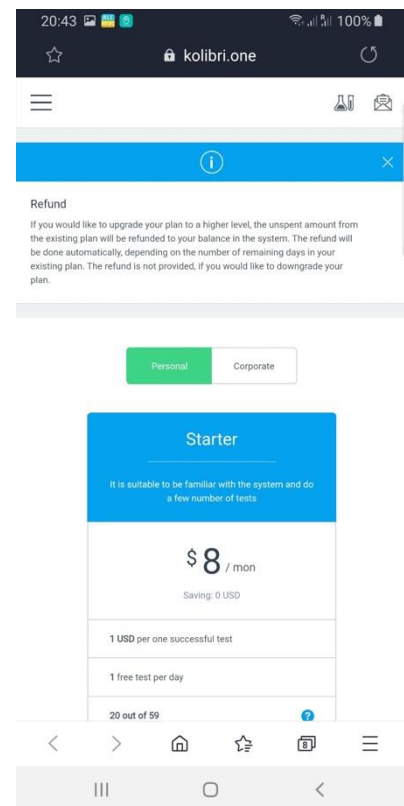 20:43
100%
kolibri.one
Refund
If you would like to upgrade your plan to a higher level, the unspent amount from
the existing plan will be refunded to your balance in the system. The refund will
be done automatically, depending on the number of remaining days in your
existing plan. The refund is not provided, if you would like to downgrade your
plan.
Personal
Corporate
Starter
It is suitable to be familiar with the system and do
a few number of tests
$ 8 / mon
Saving: 0 USD
1 USD per one successful test
1 free test per day
20 out of 59
?
8